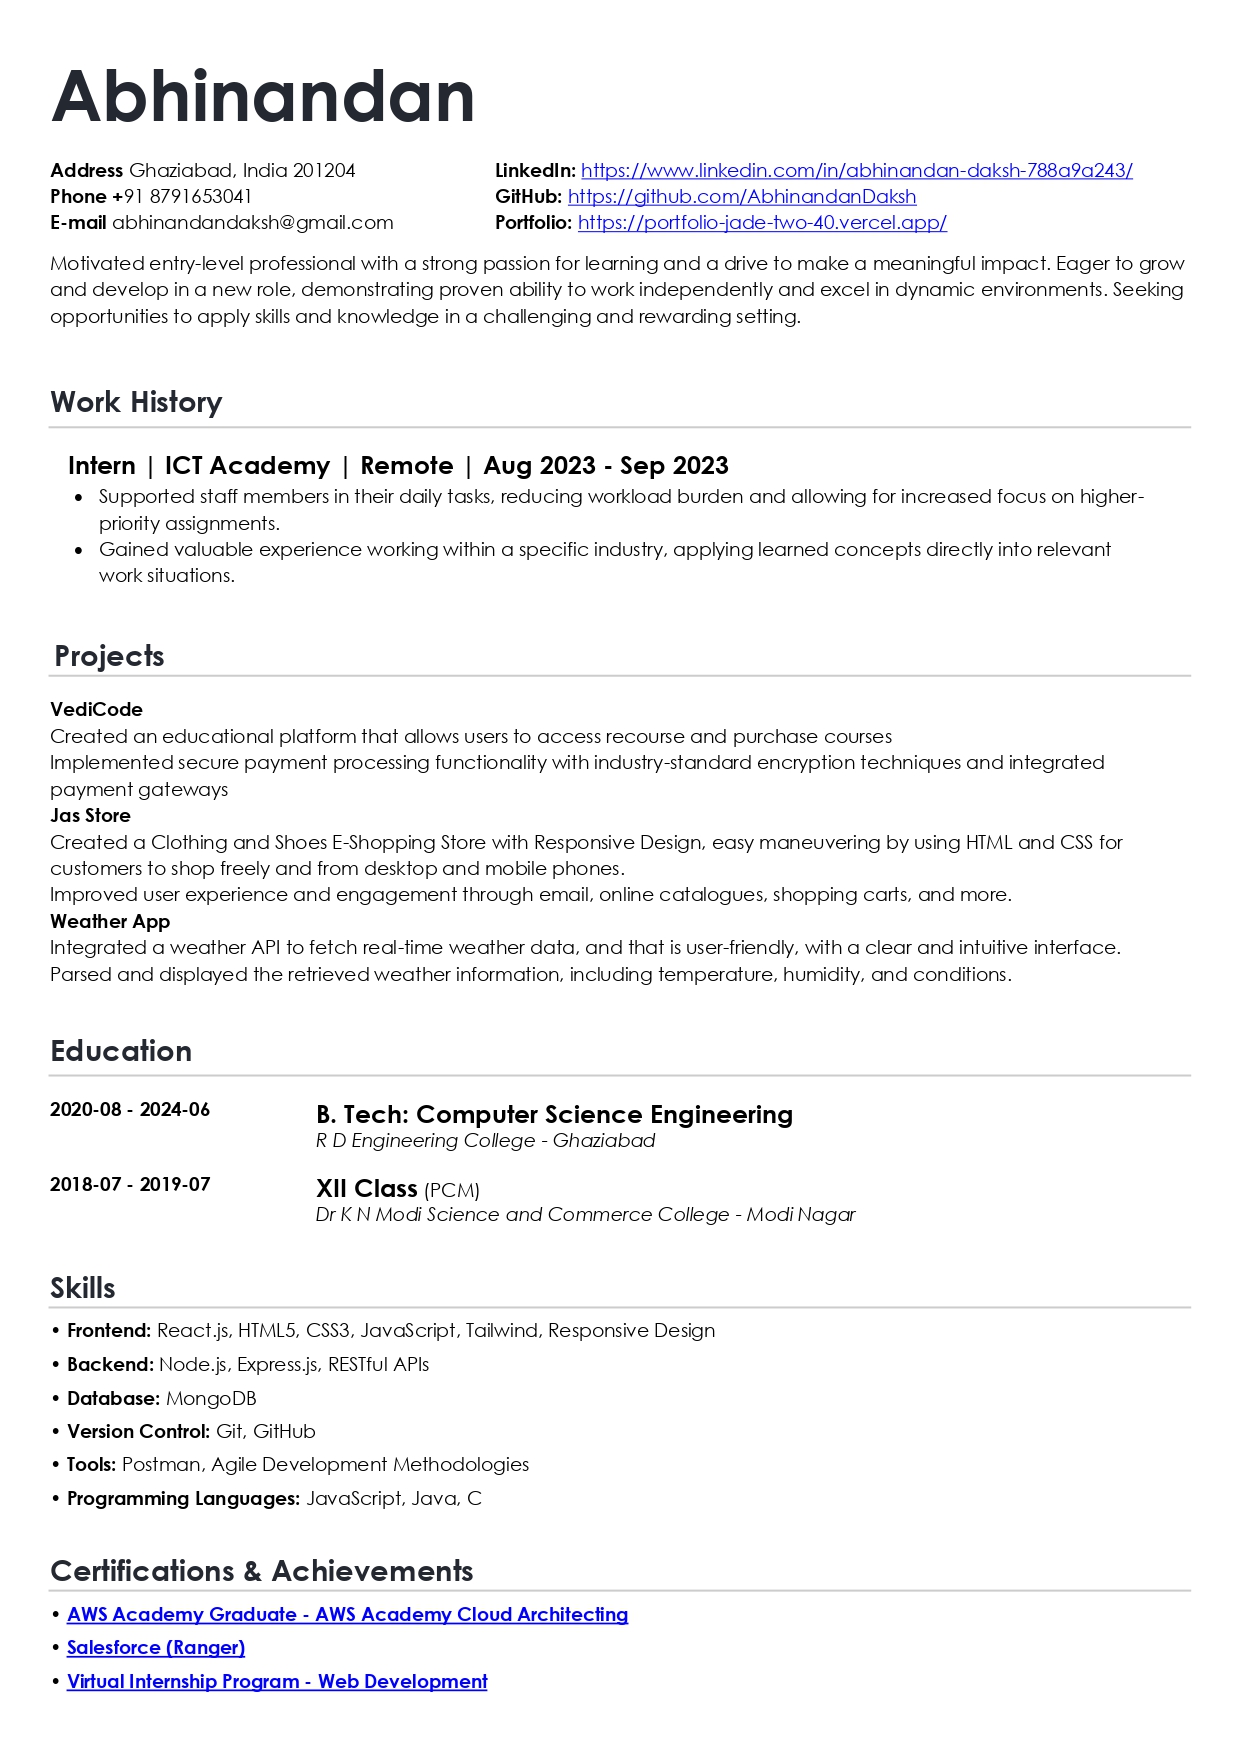 Abhinandan
Address Ghaziabad, India 201204
Phone +91 8791653041
E-mail abhinandandaksh@gmail.com
LinkedIn: https://www.linkedin.com/in/abhinandan-daksh-788a9a243/
GitHub: https://github.com/AbhinandanDaksh
Portfolio: https://portfolio-jade-two-40.vercel.app/
Motivated entry-level professional with a strong passion for learning and a drive to make a meaningful impact. Eager to grow
and develop in a new role, demonstrating proven ability to work independently and excel in dynamic environments. Seeking
opportunities to apply skills and knowledge in a challenging and rewarding setting.
Work History
Intern | ICT Academy | Remote | Aug 2023 - Sep 2023
• Supported staff members in their daily tasks, reducing workload burden and allowing for increased focus on higher-
priority assignments.
• Gained valuable experience working within a specific industry, applying learned concepts directly into relevant
work situations.
Projects
VediCode
Created an educational platform that allows users to access recourse and purchase courses
Implemented secure payment processing functionality with industry-standard encryption techniques and integrated
payment gateways
Jas Store
Created a Clothing and Shoes E-Shopping Store with Responsive Design, easy maneuvering by using HTML and CSS for
customers to shop freely and from desktop and mobile phones.
Improved user experience and engagement through email, online catalogues, shopping carts, and more.
Weather App
Integrated a weather API to fetch real-time weather data, and that is user-friendly, with a clear and intuitive interface.
Parsed and displayed the retrieved weather information, including temperature, humidity, and conditions.
Education
2020-08 - 2024-06
B. Tech: Computer Science Engineering
R D Engineering College - Ghaziabad
2018-07 - 2019-07
XII Class (PCM)
Dr K N Modi Science and Commerce College - Modi Nagar
Skills
• Frontend: React.js, HTML5, CSS3, JavaScript, Tailwind, Responsive Design
• Backend: Node.js, Express.js, RESTful APIs
• Database: MongoDB
• Version Control: Git, GitHub
• Tools: Postman, Agile Development Methodologies
• Programming Languages: JavaScript, Java, C
Certifications & Achievements
• AWS Academy Graduate - AWS Academy Cloud Architecting
• Salesforce (Ranger)
• Virtual Internship Program - Web Development